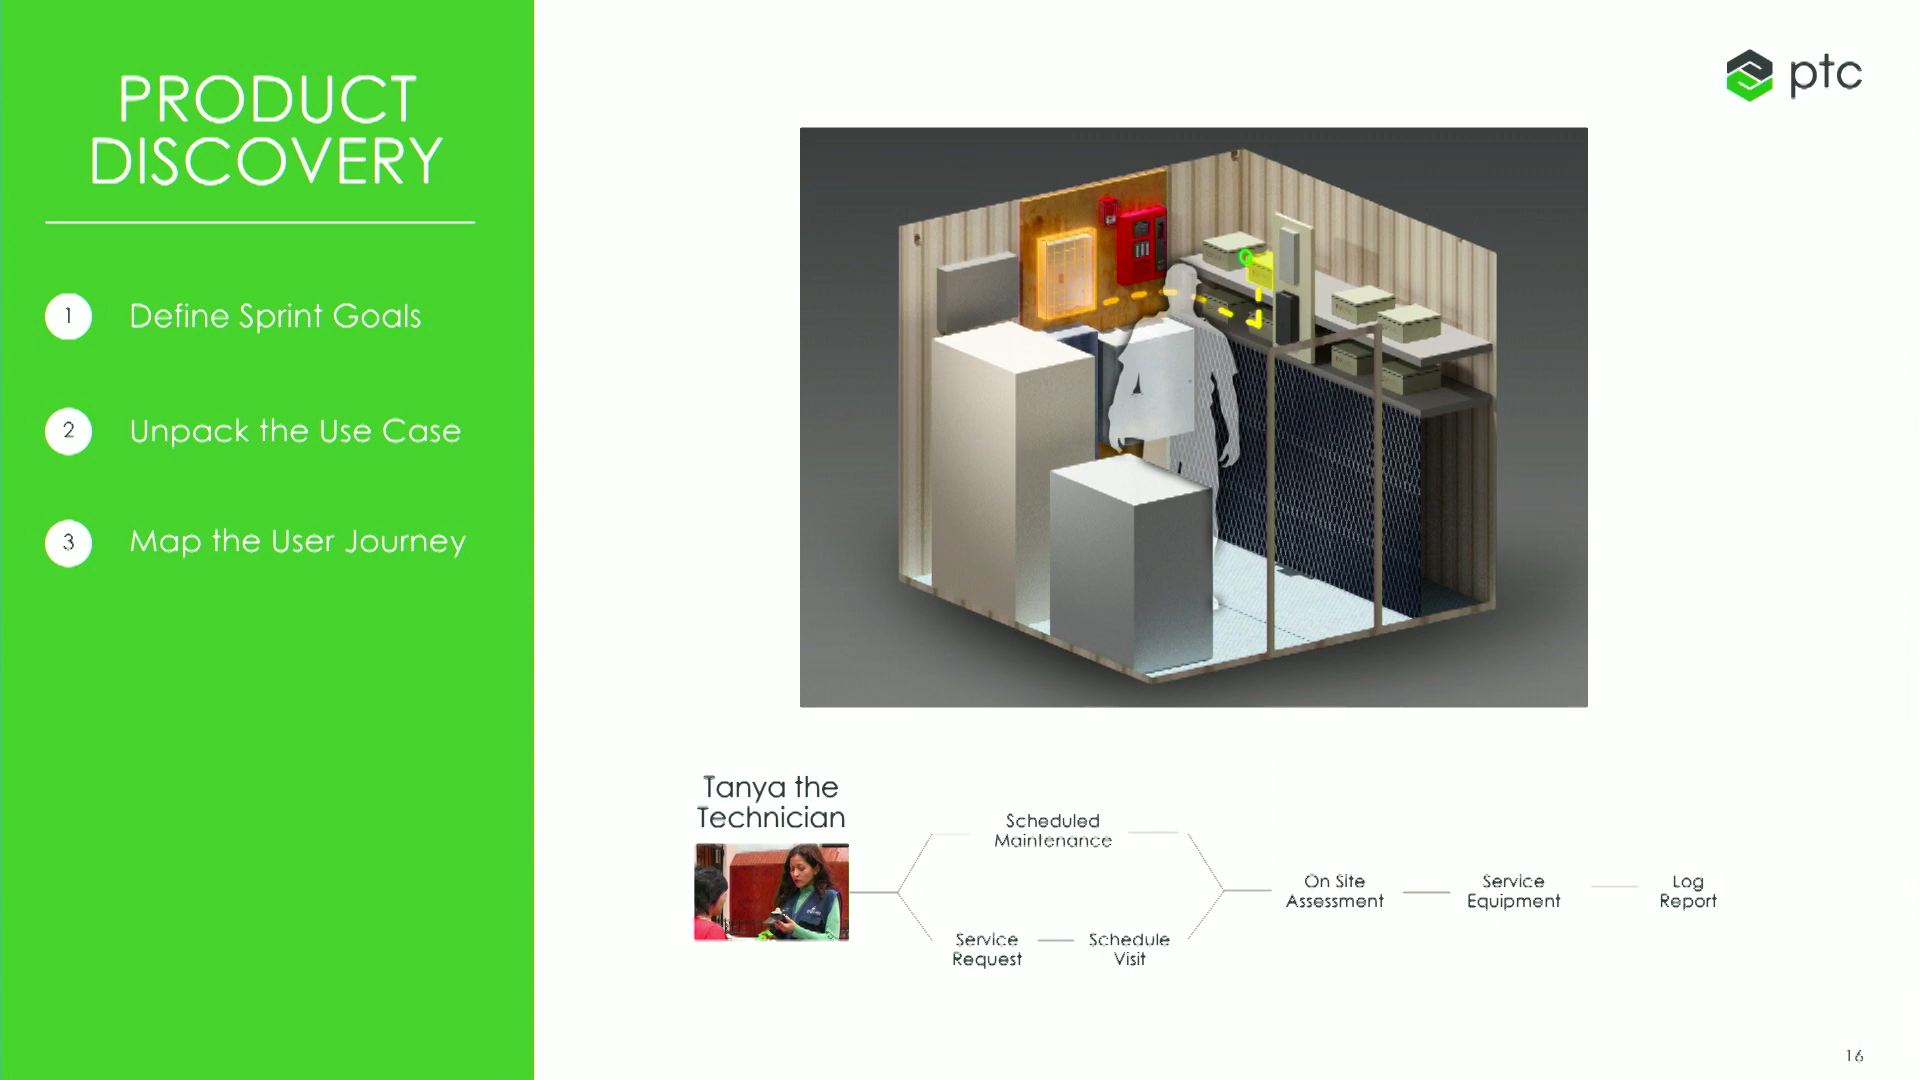 PRODUCT
DISCOVERY
1 Define Sprint Goals
2 Unpack the Use Case
3 Map the User Journey
ptc
Tanya the
Technician
Scheduled
Maintenance
Service
Request
Schedule
Visit
On Site
Assessment
Service
Equipment
Log
Report
16